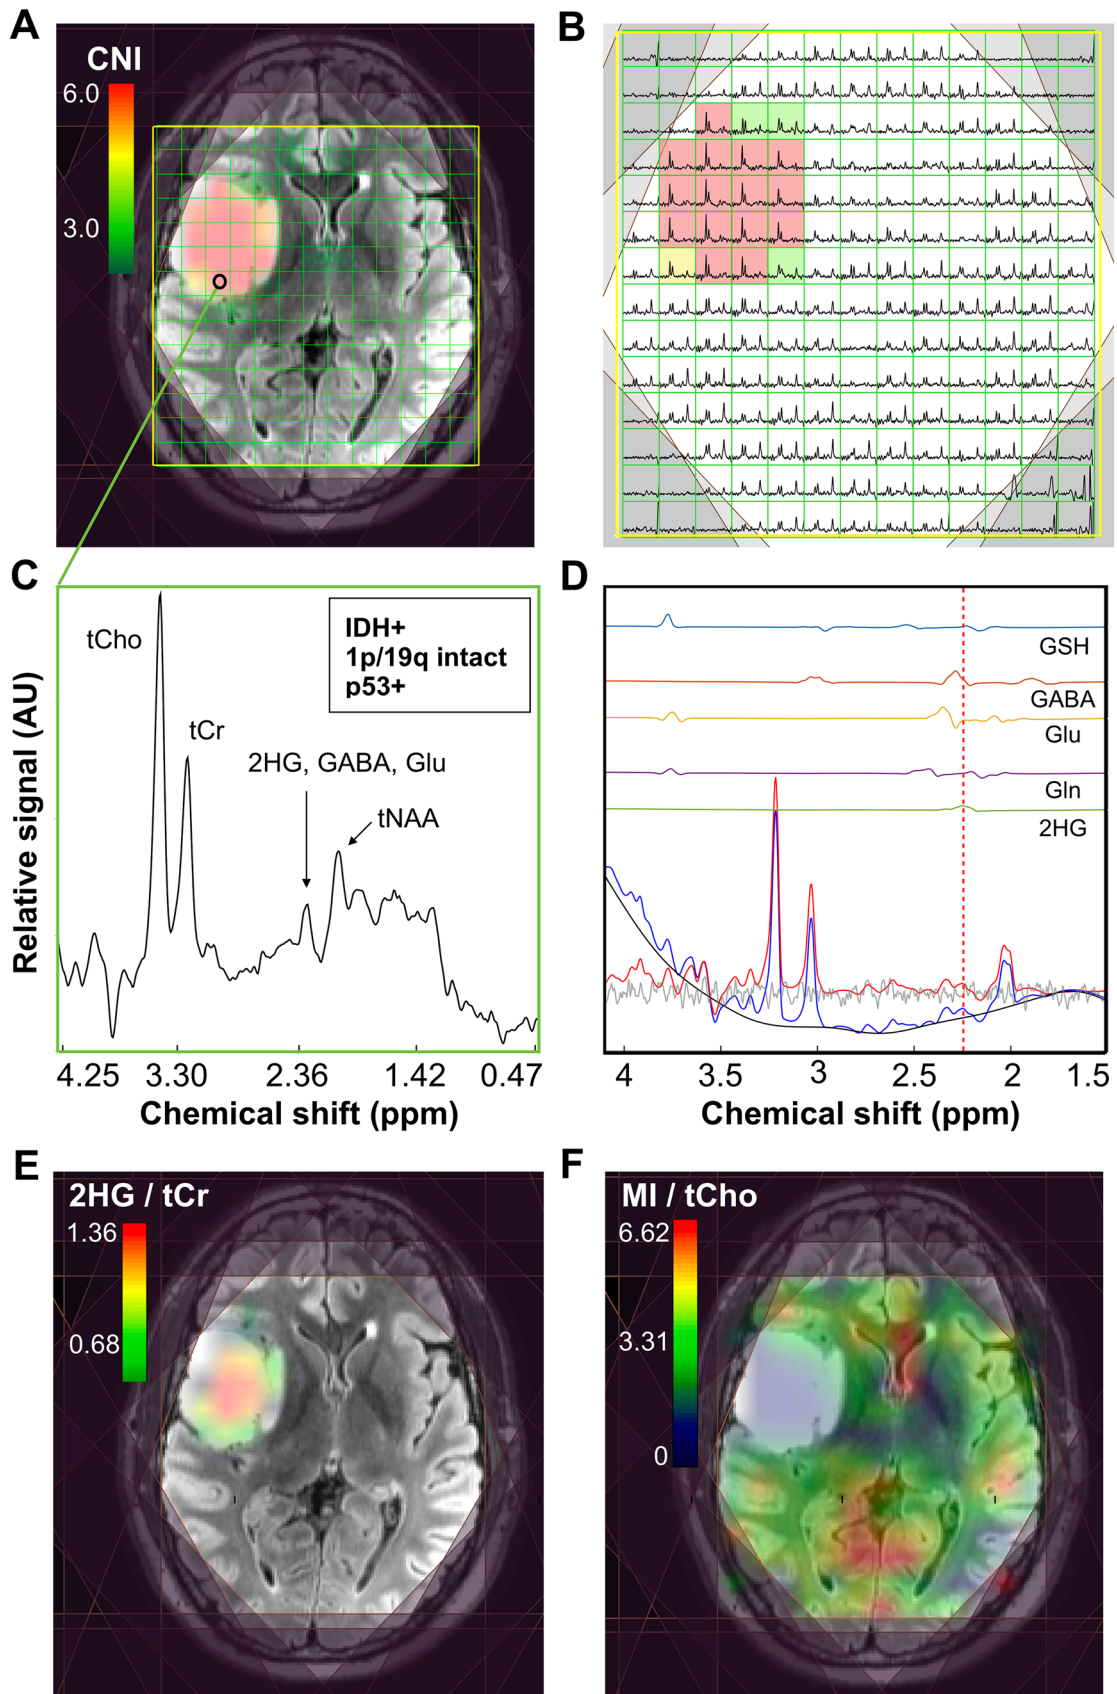 A
CNI
6.0
3.0
B
C
tCho
tCr
IDH+
1p/19q intact
p53+
2HG, GABA, Glu
tNAA
Relative signal (AU)
4.25 3.30 2.36 1.42 0.47
Chemical shift (ppm)
D
GSH
GABA
Glu
Gln
2HG
4 3.5 3 2.5 2 1.5
Chemical shift (ppm)
E
2HG / tCr
1.36
0.68
F
MI / tCho
6.62
3.31
0